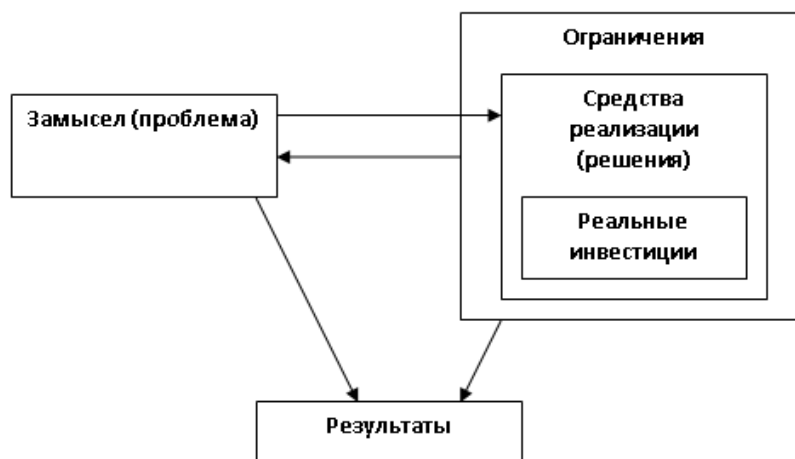 Ограничения
Замысел (проблема)
Средства
реализации
(решения)
Реальные
инвестиции
Результаты